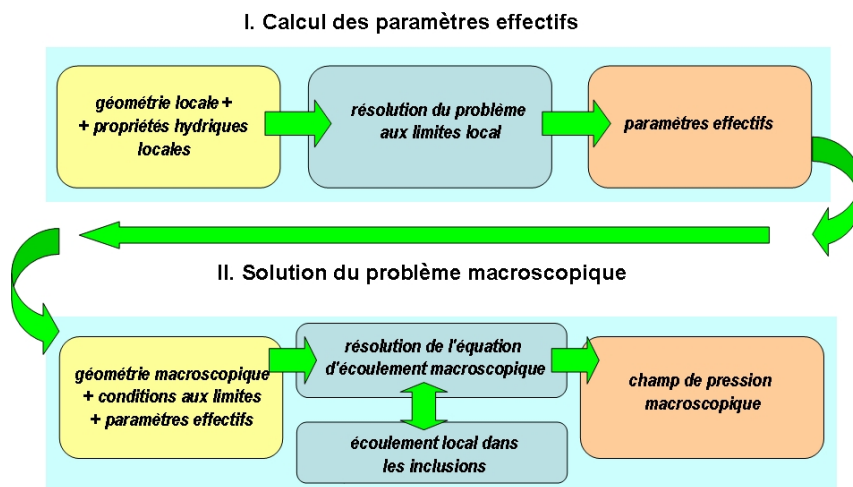 I. Calcul des paramètres effectifs
géométrie locale +
+ propriétés hydriques
locales
résolution du problème
aux limites local
paramètres effectifs
II. Solution du problème macroscopique
géométrie macroscopique
+ conditions aux limites
+ paramètres effectifs
résolution de l'équation
d'écoulement macroscopique
écoulement local dans
les inclusions
champ de pression
macroscopique